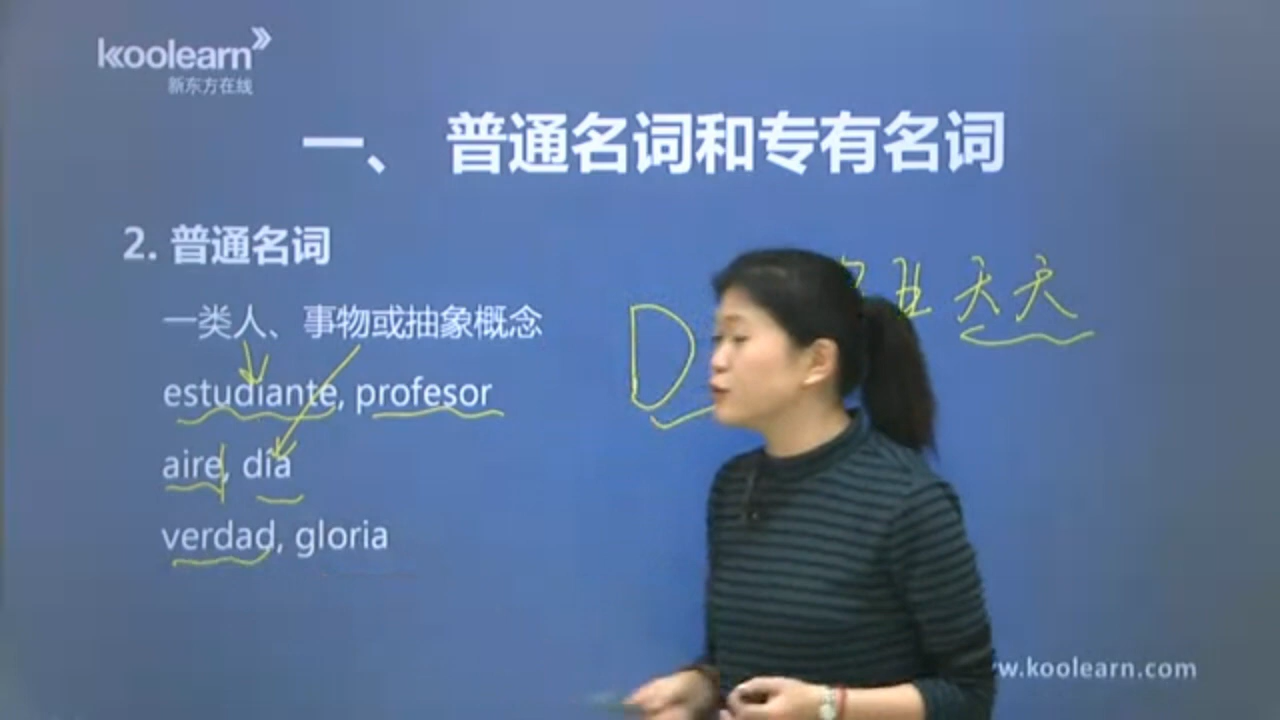 koolearn
新东方在线
一、 普通名词和专有名词
2. 普通名词
一类人、事物或抽象概念
天天
D
estudiante, profesor
aire, día
verdad, gloria
w.koolearn.com